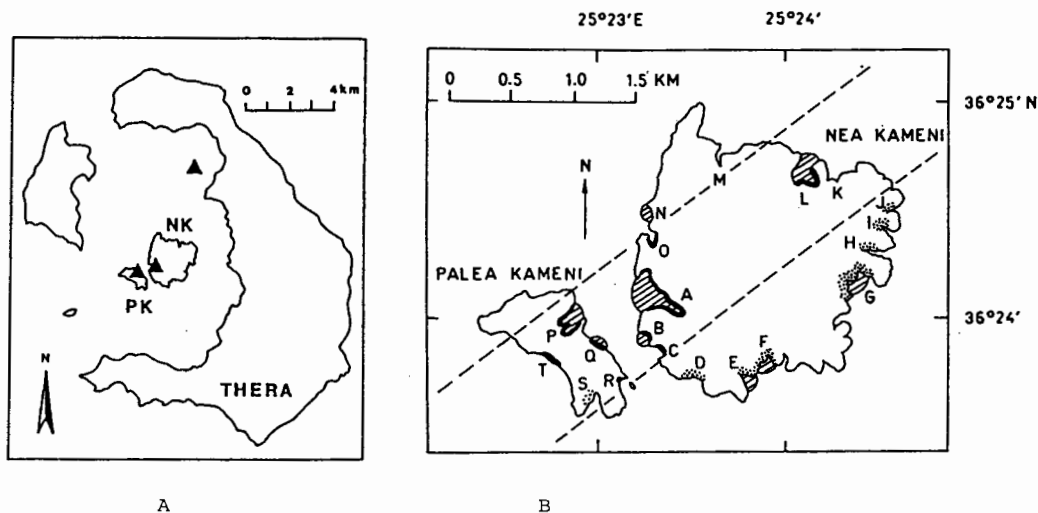 25°23'E 25°24'
0 2 4km
NK
PK
THERA
N
A
0 0.5 1.0 1.5 KM
36°25'N
NEA KAMENI
N
M
L
K
J
I
H
G
N
O
PALEA KAMENI
A
36°24'
B
C
D
E
F
P
Q
T
R
S
B